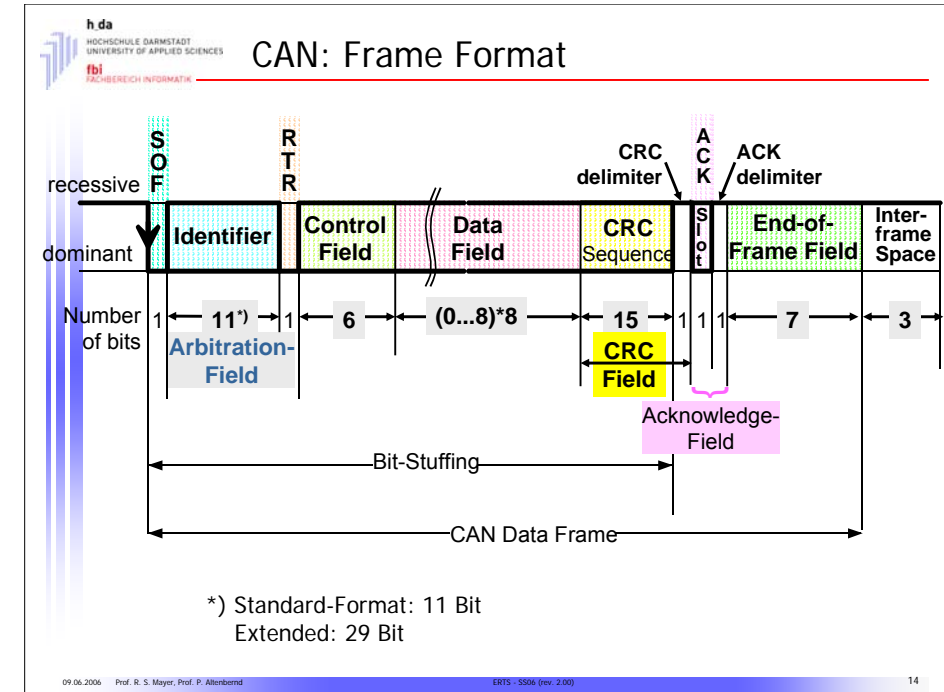 h_da
HOCHSCHULE DARMSTADT
UNIVERSITY OF APPLIED SCIENCES
fbi
FACHBEREICH INFORMATIK
CAN: Frame Format
SOF
RTR
ACK
CRC
delimiter
ACK
delimiter
recessive
dominant
Identifier
Control
Field
Data
Field
CRC
Sequence
Slot
End-of-
Frame Field
Inter-
frame
Space
Number
of bits
1 11*) 1 6 (0...8)*8 15 1 1 1 7 3
Arbitration-
Field
CRC
Field
Acknowledge-
Field
Bit-Stuffing
CAN Data Frame
*) Standard-Format: 11 Bit
Extended: 29 Bit
09.06.2006 Prof. R. S. Mayer, Prof. P. Altenbernd ERTS - SS06 (rev. 2.00) 14